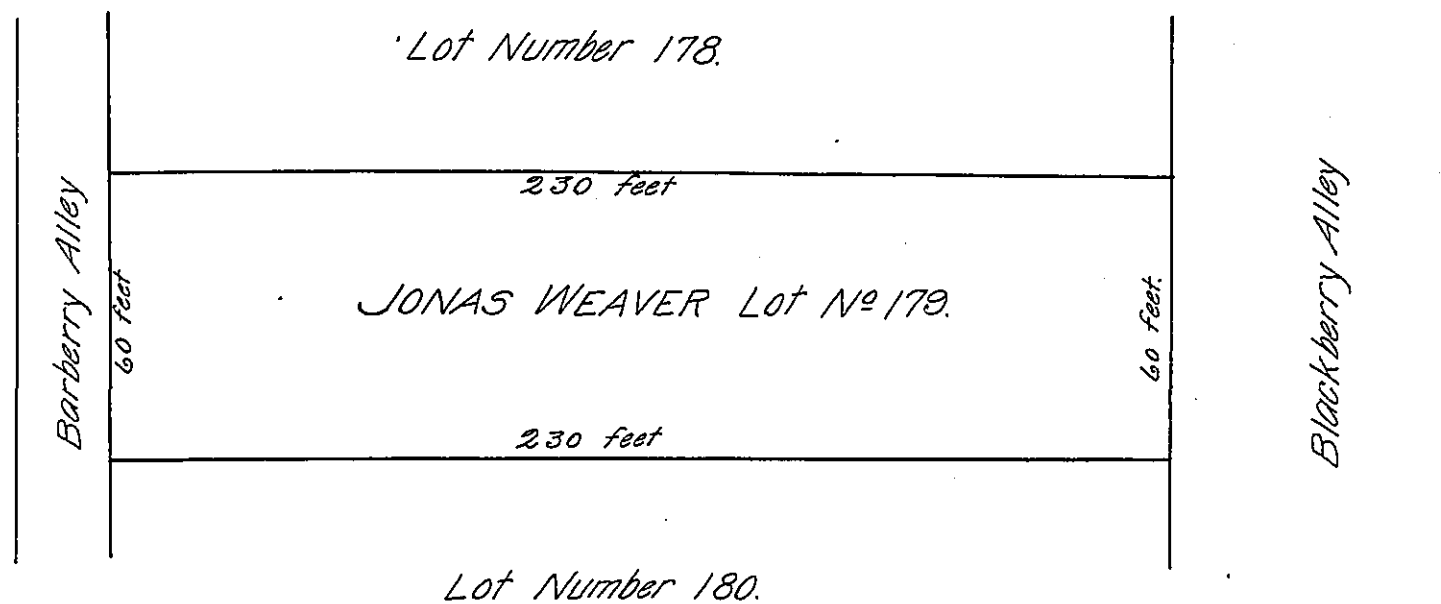 Lot Number 178.
230 feet
Barberry Alley
60 feet
JONAS WEAVER Lot Nº 179.
60 feet.
Blackberry Alley
230 feet
Lot Number 180.